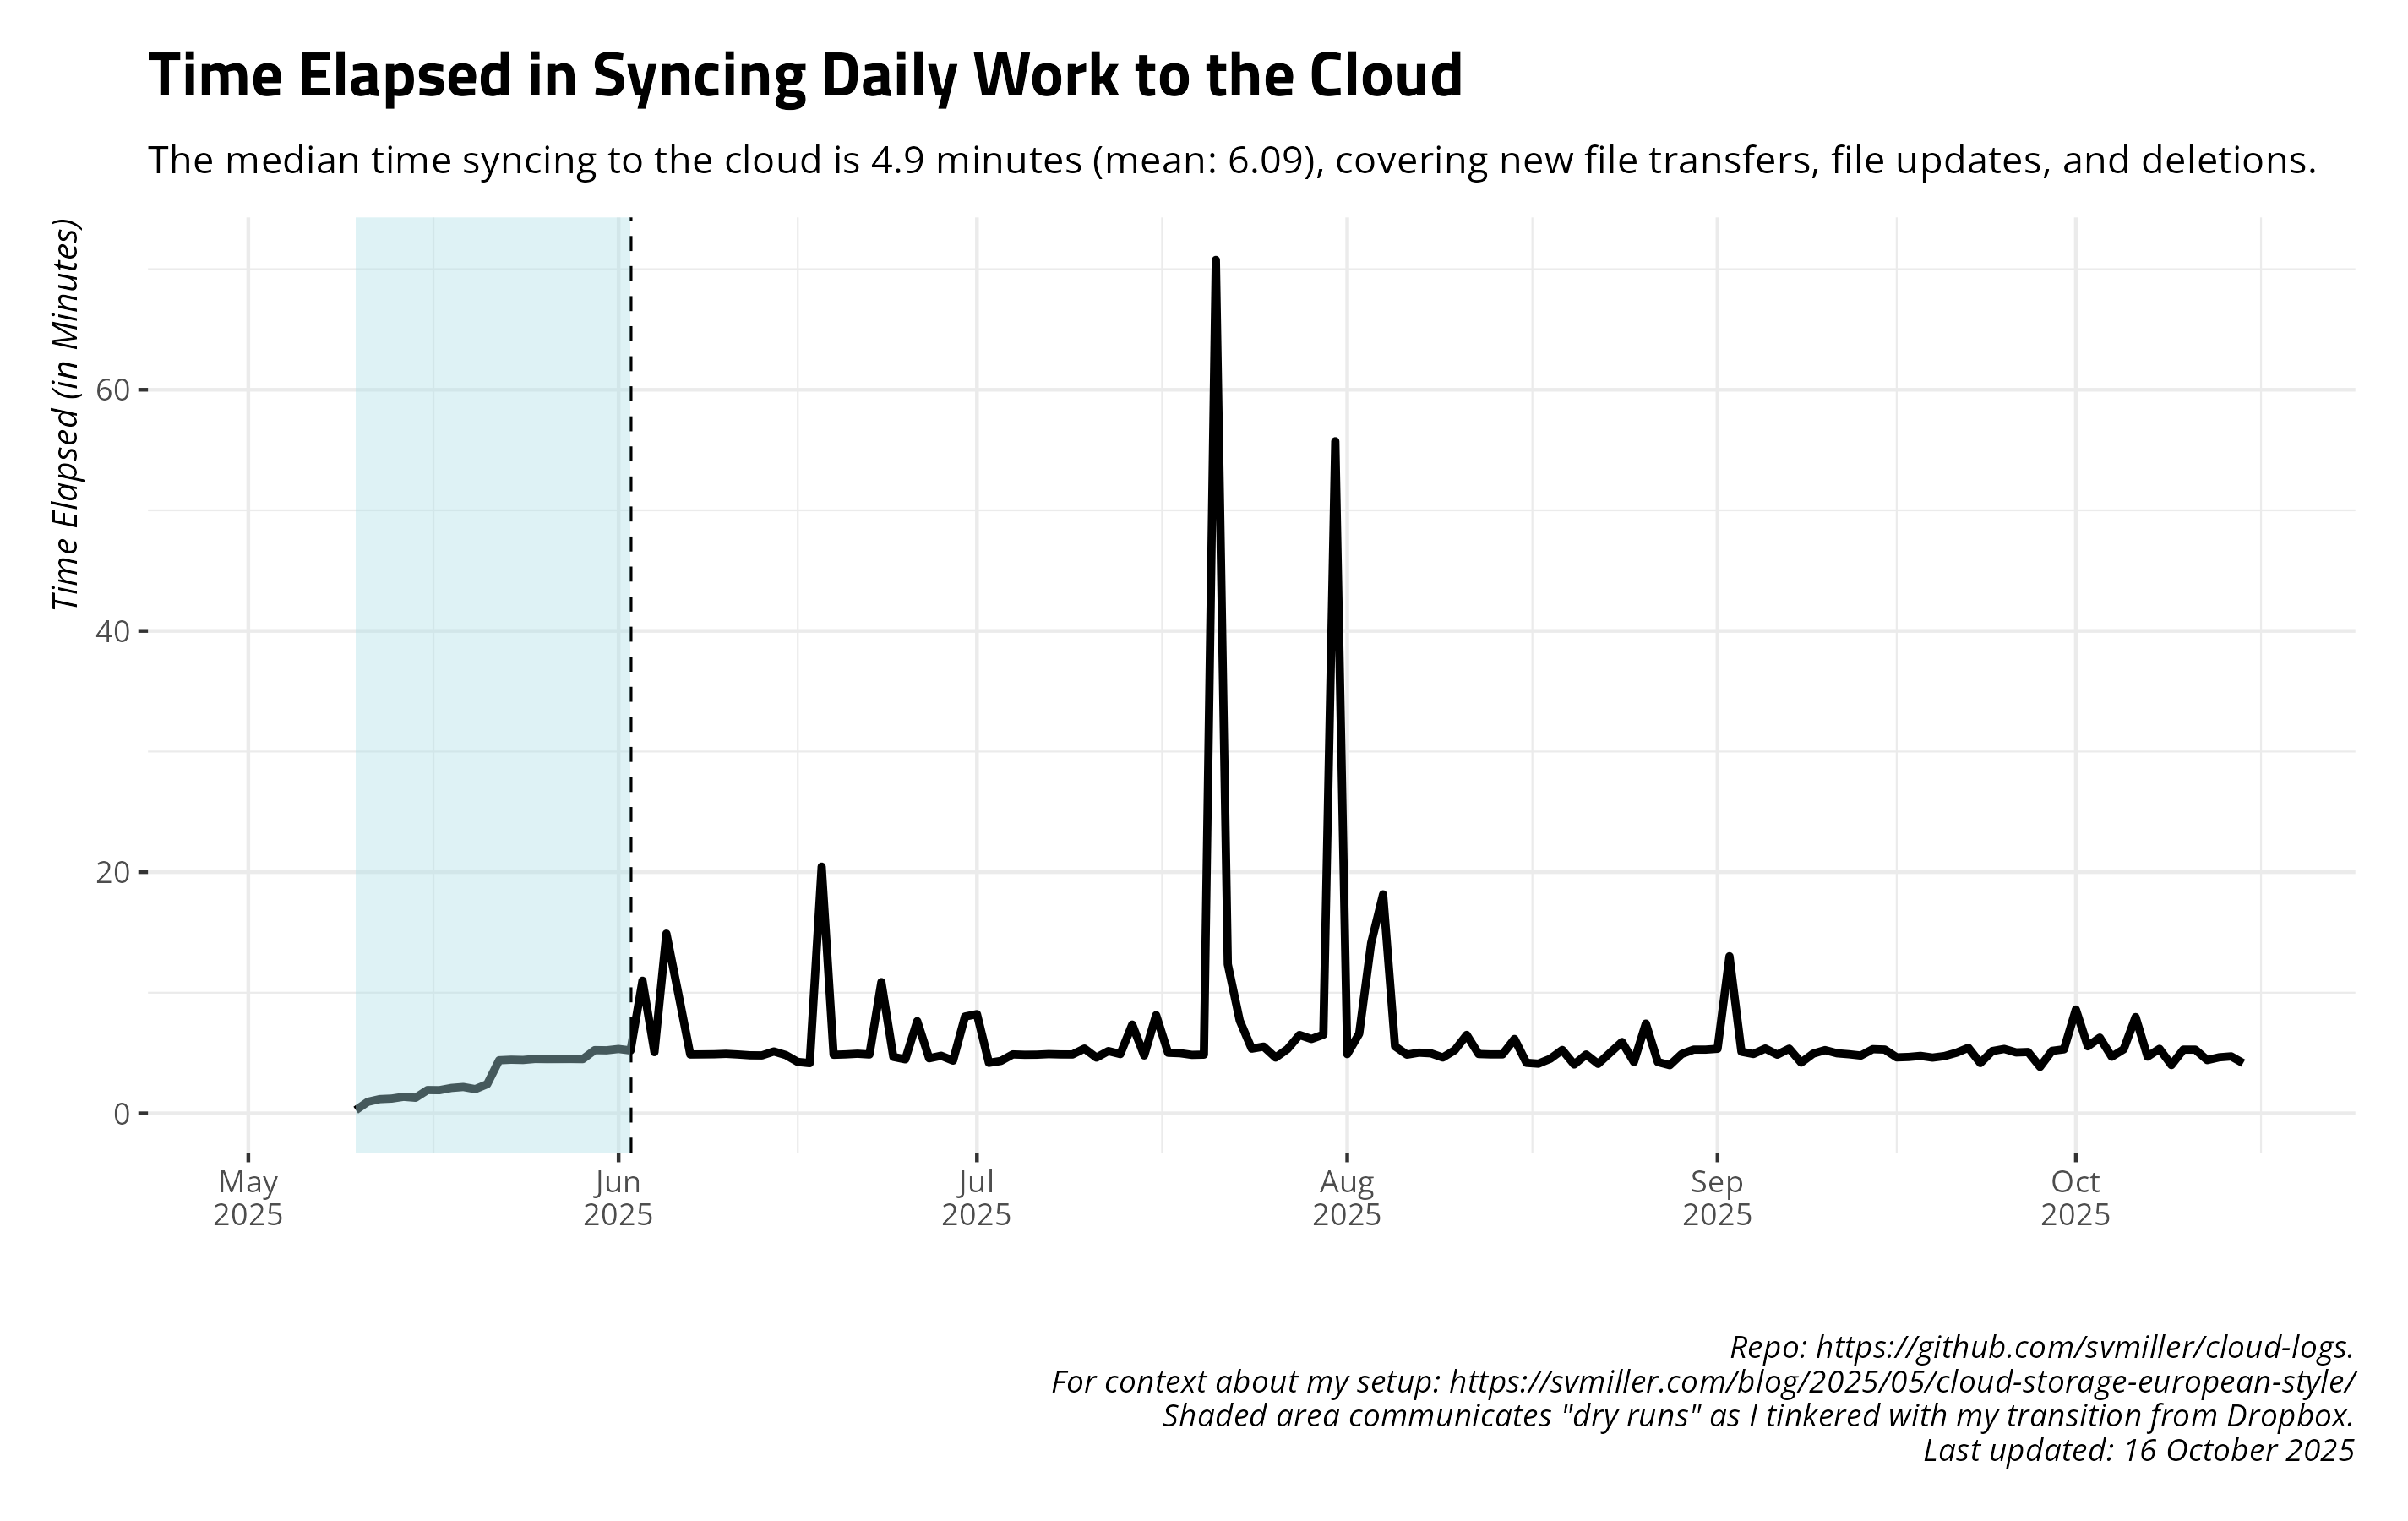 Time Elapsed in Syncing Daily Work to the Cloud
The median time syncing to the cloud is 4.9 minutes (mean: 6.09), covering new file transfers, file updates, and deletions.
Time Elapsed (in Minutes)
60
40
20
0
May
2025
Jun
2025
Jul
2025
Aug
2025
Sep
2025
Oct
2025
Repo: https://github.com/svmiller/cloud-logs.
For context about my setup: https://svmiller.com/blog/2025/05/cloud-storage-european-style/
Shaded area communicates "dry runs" as I tinkered with my transition from Dropbox.
Last updated: 16 October 2025